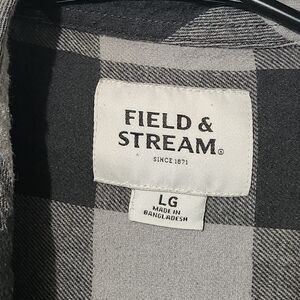 FIELD &
STREAM®
SINCE 1871
LG
MADE IN
BANGLADESH